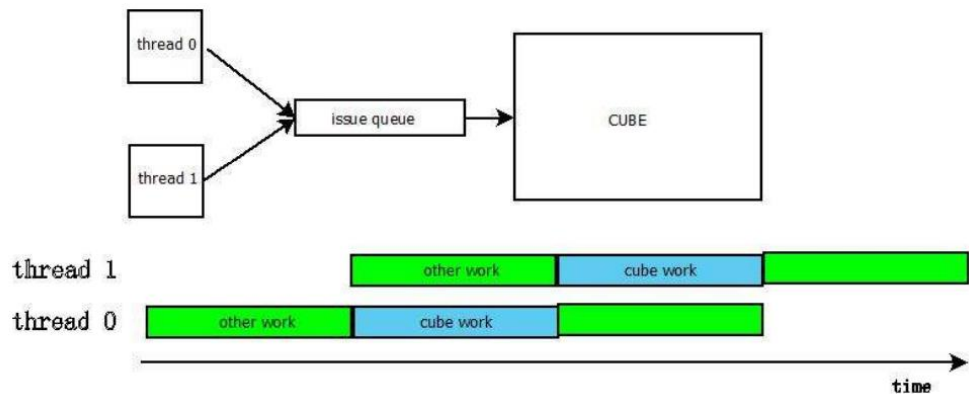 thread 0
issue queue
CUBE
thread 1
thread 1
other work
cube work
thread 0
other work
cube work
time